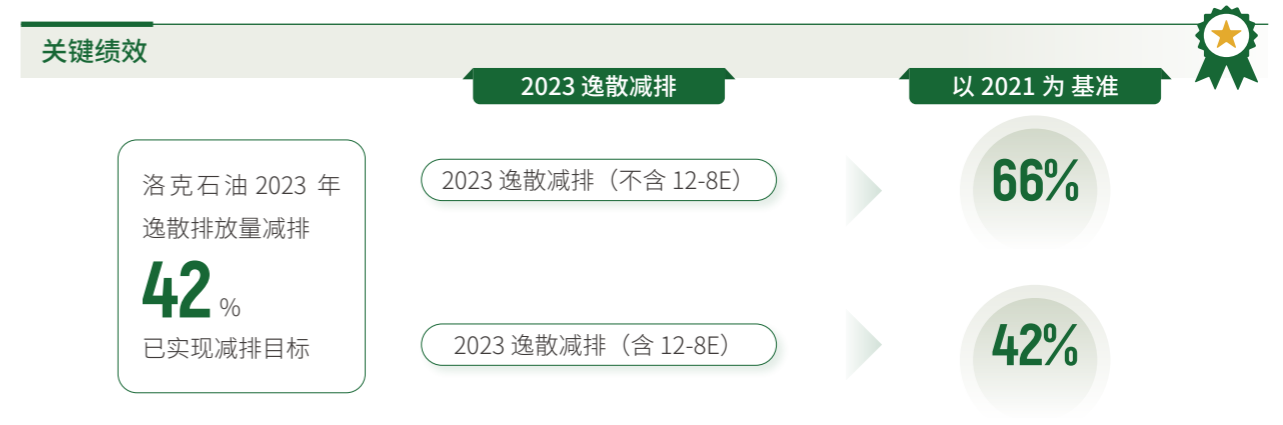 关键绩效
2023 逸散减排
以 2021 为 基准
洛克石油 2023 年
逸散排放量减排
42 %
已实现减排目标
2023 逸散减排（不含 12-8E）
66%
2023 逸散减排（含 12-8E）
42%